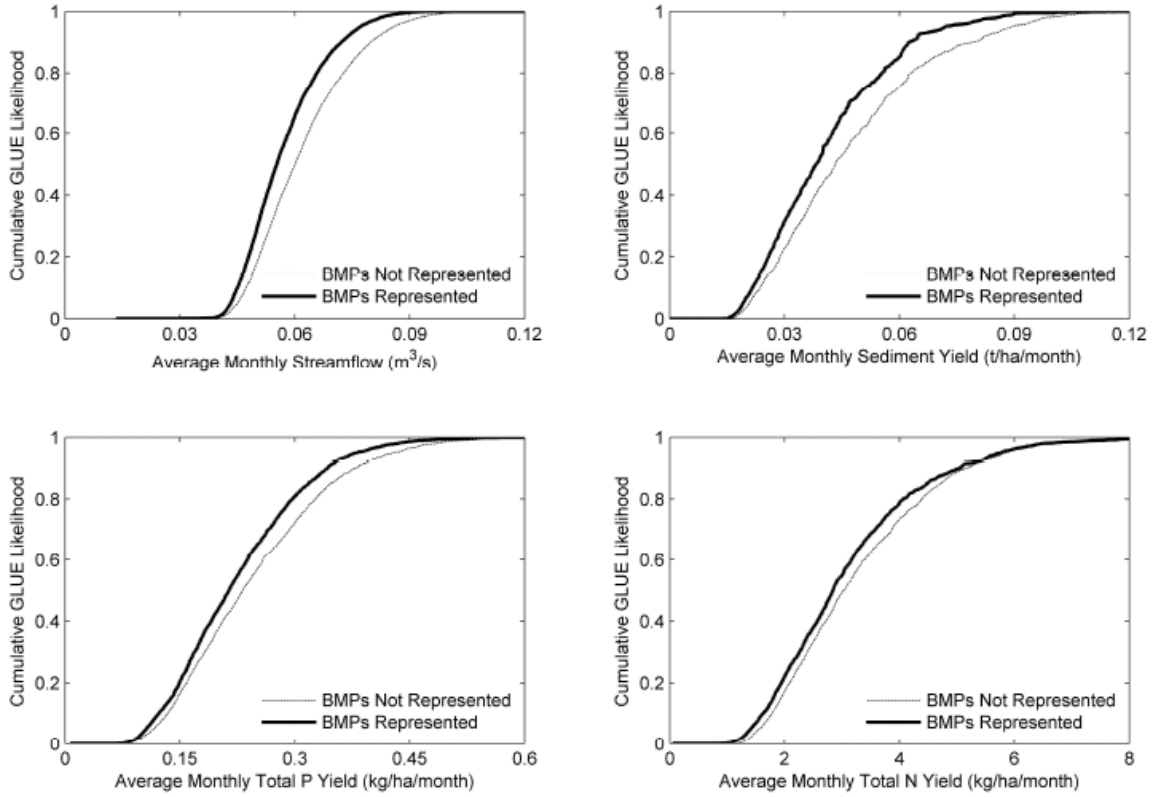 1
0.8
0.6
0.4
0.2
0
Cumulative GLUE Likelihood
BMPs Not Represented
BMPs Represented
0 0.03 0.06 0.09 0.12
Average Monthly Streamflow (m³/s)
1
0.8
0.6
0.4
0.2
0
Cumulative GLUE Likelihood
BMPs Not Represented
BMPs Represented
0 0.03 0.06 0.09 0.12
Average Monthly Sediment Yield (t/ha/month)
1
0.8
0.6
0.4
0.2
0
Cumulative GLUE Likelihood
BMPs Not Represented
BMPs Represented
0 0.15 0.3 0.45 0.6
Average Monthly Total P Yield (kg/ha/month)
1
0.8
0.6
0.4
0.2
0
Cumulative GLUE Likelihood
BMPs Not Represented
BMPs Represented
0 2 4 6 8
Average Monthly Total N Yield (kg/ha/month)